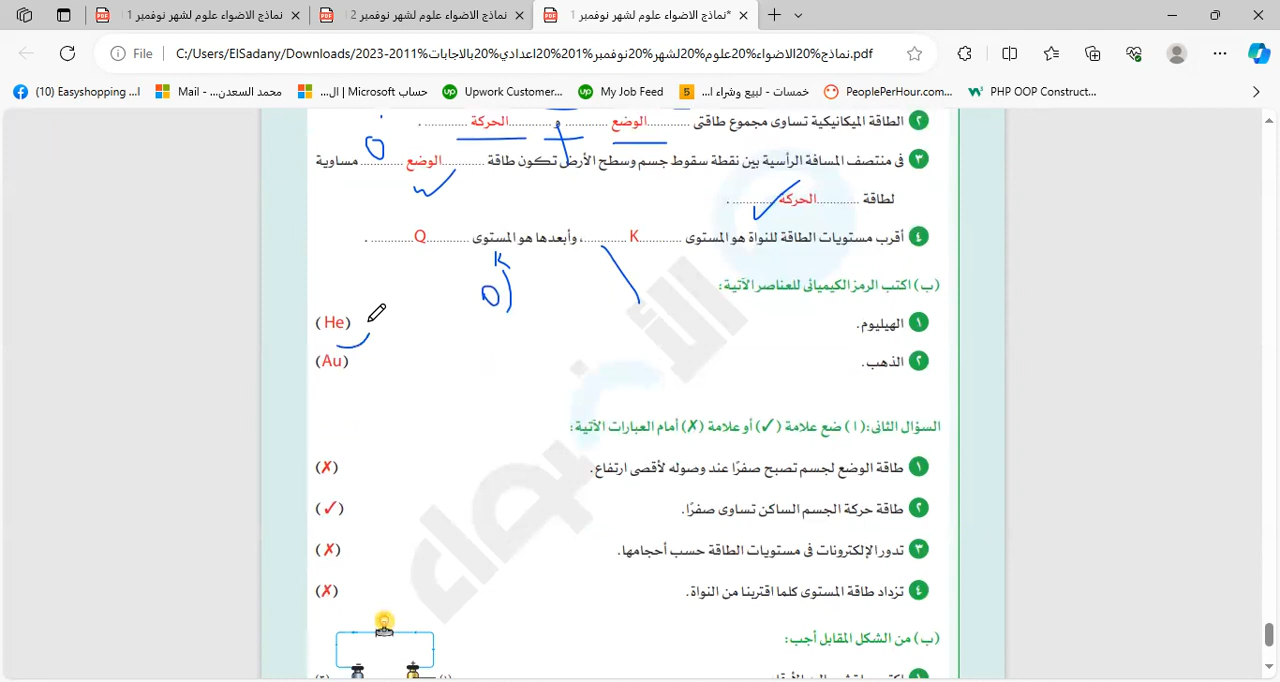 نماذج الاضواء علوم لشهر نوفمبر 1
نماذج الاضواء علوم لشهر نوفمبر 2
*نماذج الاضواء علوم لشهر نوفمبر 1
File
C:/Users/ElSadany/Downloads/2023-2011%نماذج%20الاضواء%20علوم%20لشهر%20نوفمبر%201%20اعدادي%20بالاجابات.pdf
(10) Easyshopping ...ا
محمد السعدن... - Mail
حساب Microsoft | ال...
Upwork Customer...
My Job Feed
خمسات - لبيع وشراء ا...
PeoplePerHour.com...
PHP OOP Construct...
٢ الطاقة الميكانيكية تساوى مجموع طاقتى ............الوضع............ و ............الحركة............ .
٣ فى منتصف المسافة الرأسية بين نقطة سقوط جسم وسطح الأرض تكون طاقة ............الوضع............ مساوية
لطاقة ............الحركة............ .
٤ أقرب مستويات الطاقة للنواة هو المستوى ............K............، وأبعدها هو المستوى ............Q............ .
K
(ب) اكتب الرمز الكيميائى للعناصر الآتية:
١ الهيليوم. (He)
٢ الذهب. (Au)
الأضواء
السؤال الثانى: (١) ضع علامة (✓) أو علامة (✗) أمام العبارات الآتية:
١ طاقة الوضع لجسم تصبح صفرًا عند وصوله لأقصى ارتفاع. (✗)
٢ طاقة حركة الجسم الساكن تساوى صفرًا. (✓)
٣ تدور الإلكترونات فى مستويات الطاقة حسب أحجامها. (✗)
٤ تزداد طاقة المستوى كلما اقتربنا من النواة. (✗)
(ب) من الشكل المقابل أجب: